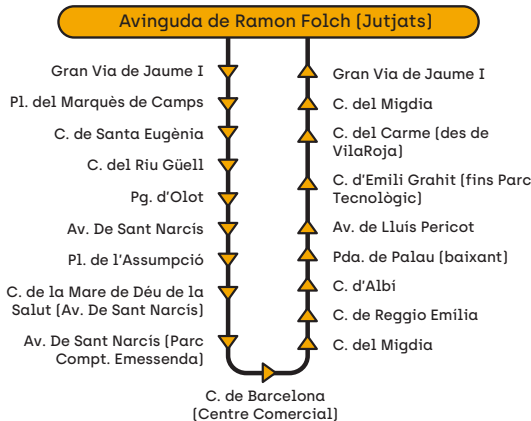 Avinguda de Ramon Folch (Jutjats)
Gran Via de Jaume I
Pl. del Marquès de Camps
C. de Santa Eugènia
C. del Riu Güell
Pg. d'Olot
Av. De Sant Narcís
Pl. de l'Assumpció
C. de la Mare de Déu de la
Salut (Av. De Sant Narcís)
Av. De Sant Narcís (Parc
Compt. Emessenda)
C. de Barcelona
(Centre Comercial)
Gran Via de Jaume I
C. del Migdia
C. del Carme (des de
VilaRoja)
C. d'Emili Grahit (fins Parc
Tecnològic)
Av. de Lluís Pericot
Pda. de Palau (baixant)
C. d'Albi
C. de Reggio Emilia
C. del Migdia